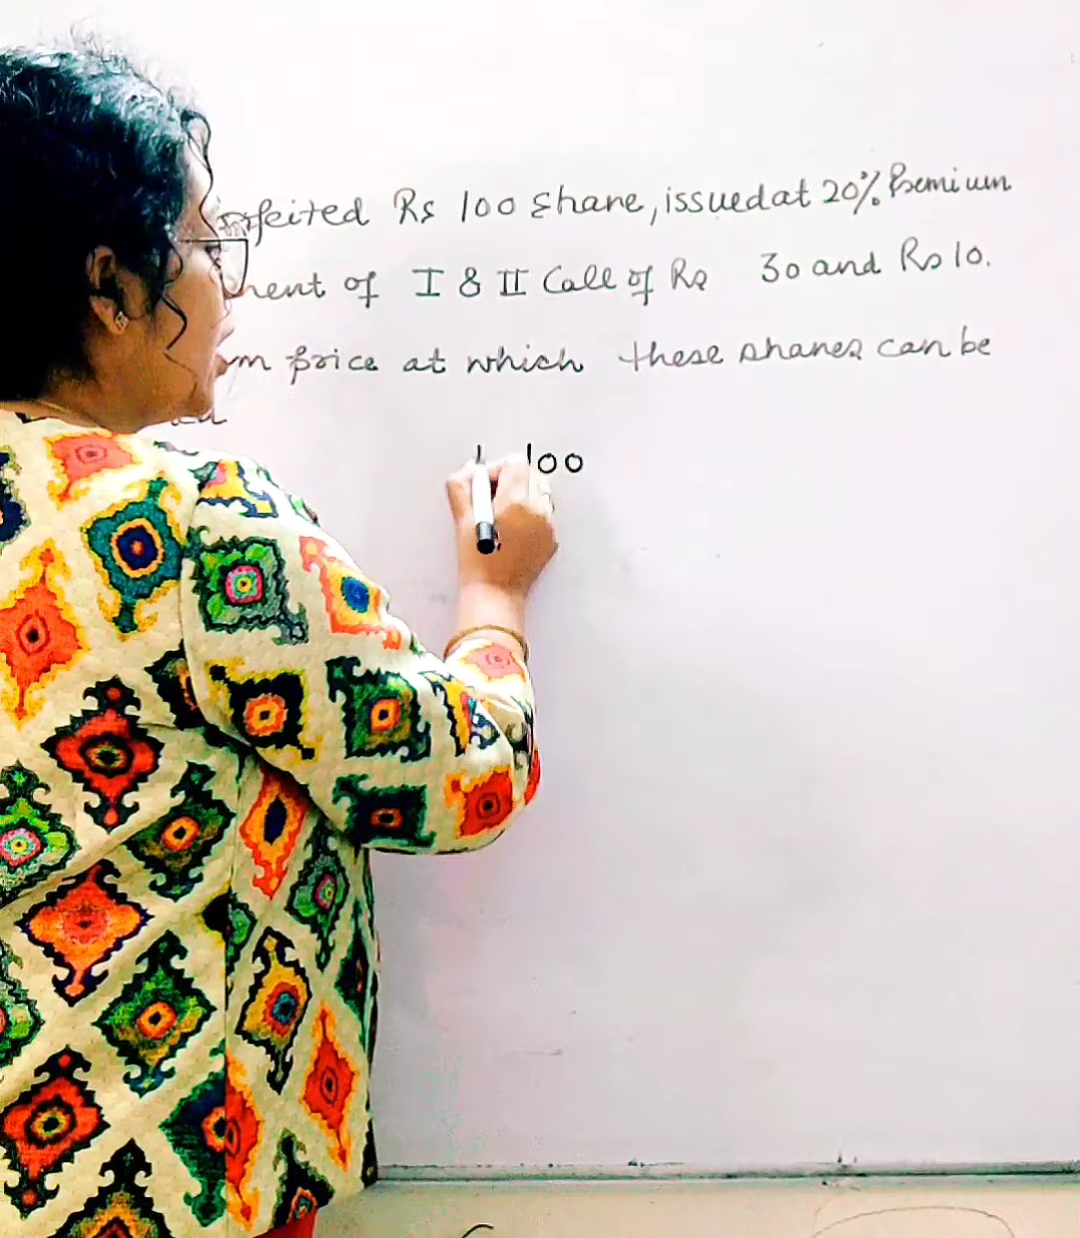 feited Rs 100 Share, issued at 20% Premium
ment of I & II Call of Rs 30 and Rs 10.
m price at which these shares can be
100